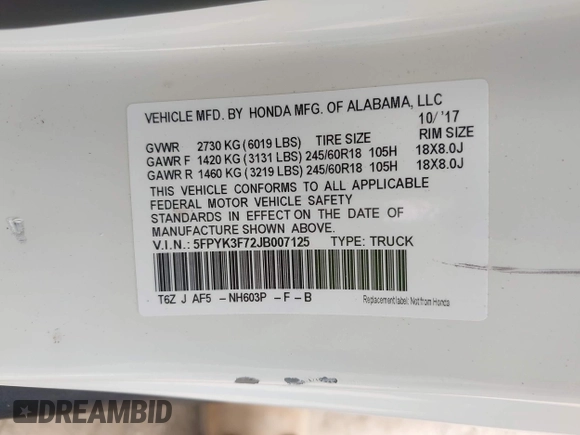 VEHICLE MFD. BY HONDA MFG. OF ALABAMA, LLC
10/ '17
GVWR 2730 KG (6019 LBS) TIRE SIZE RIM SIZE
GAWR F 1420 KG (3131 LBS) 245/60R18 105H 18X8.0J
GAWR R 1460 KG (3219 LBS) 245/60R18 105H 18X8.0J
THIS VEHICLE CONFORMS TO ALL APPLICABLE
FEDERAL MOTOR VEHICLE SAFETY
STANDARDS IN EFFECT ON THE DATE OF
MANUFACTURE SHOWN ABOVE.
V.I.N.: 5FPYK3F72JB007125 TYPE: TRUCK
T6Z J AF5 - NH603P - F - B
Replacement label: Not from Honda
DREAMBID